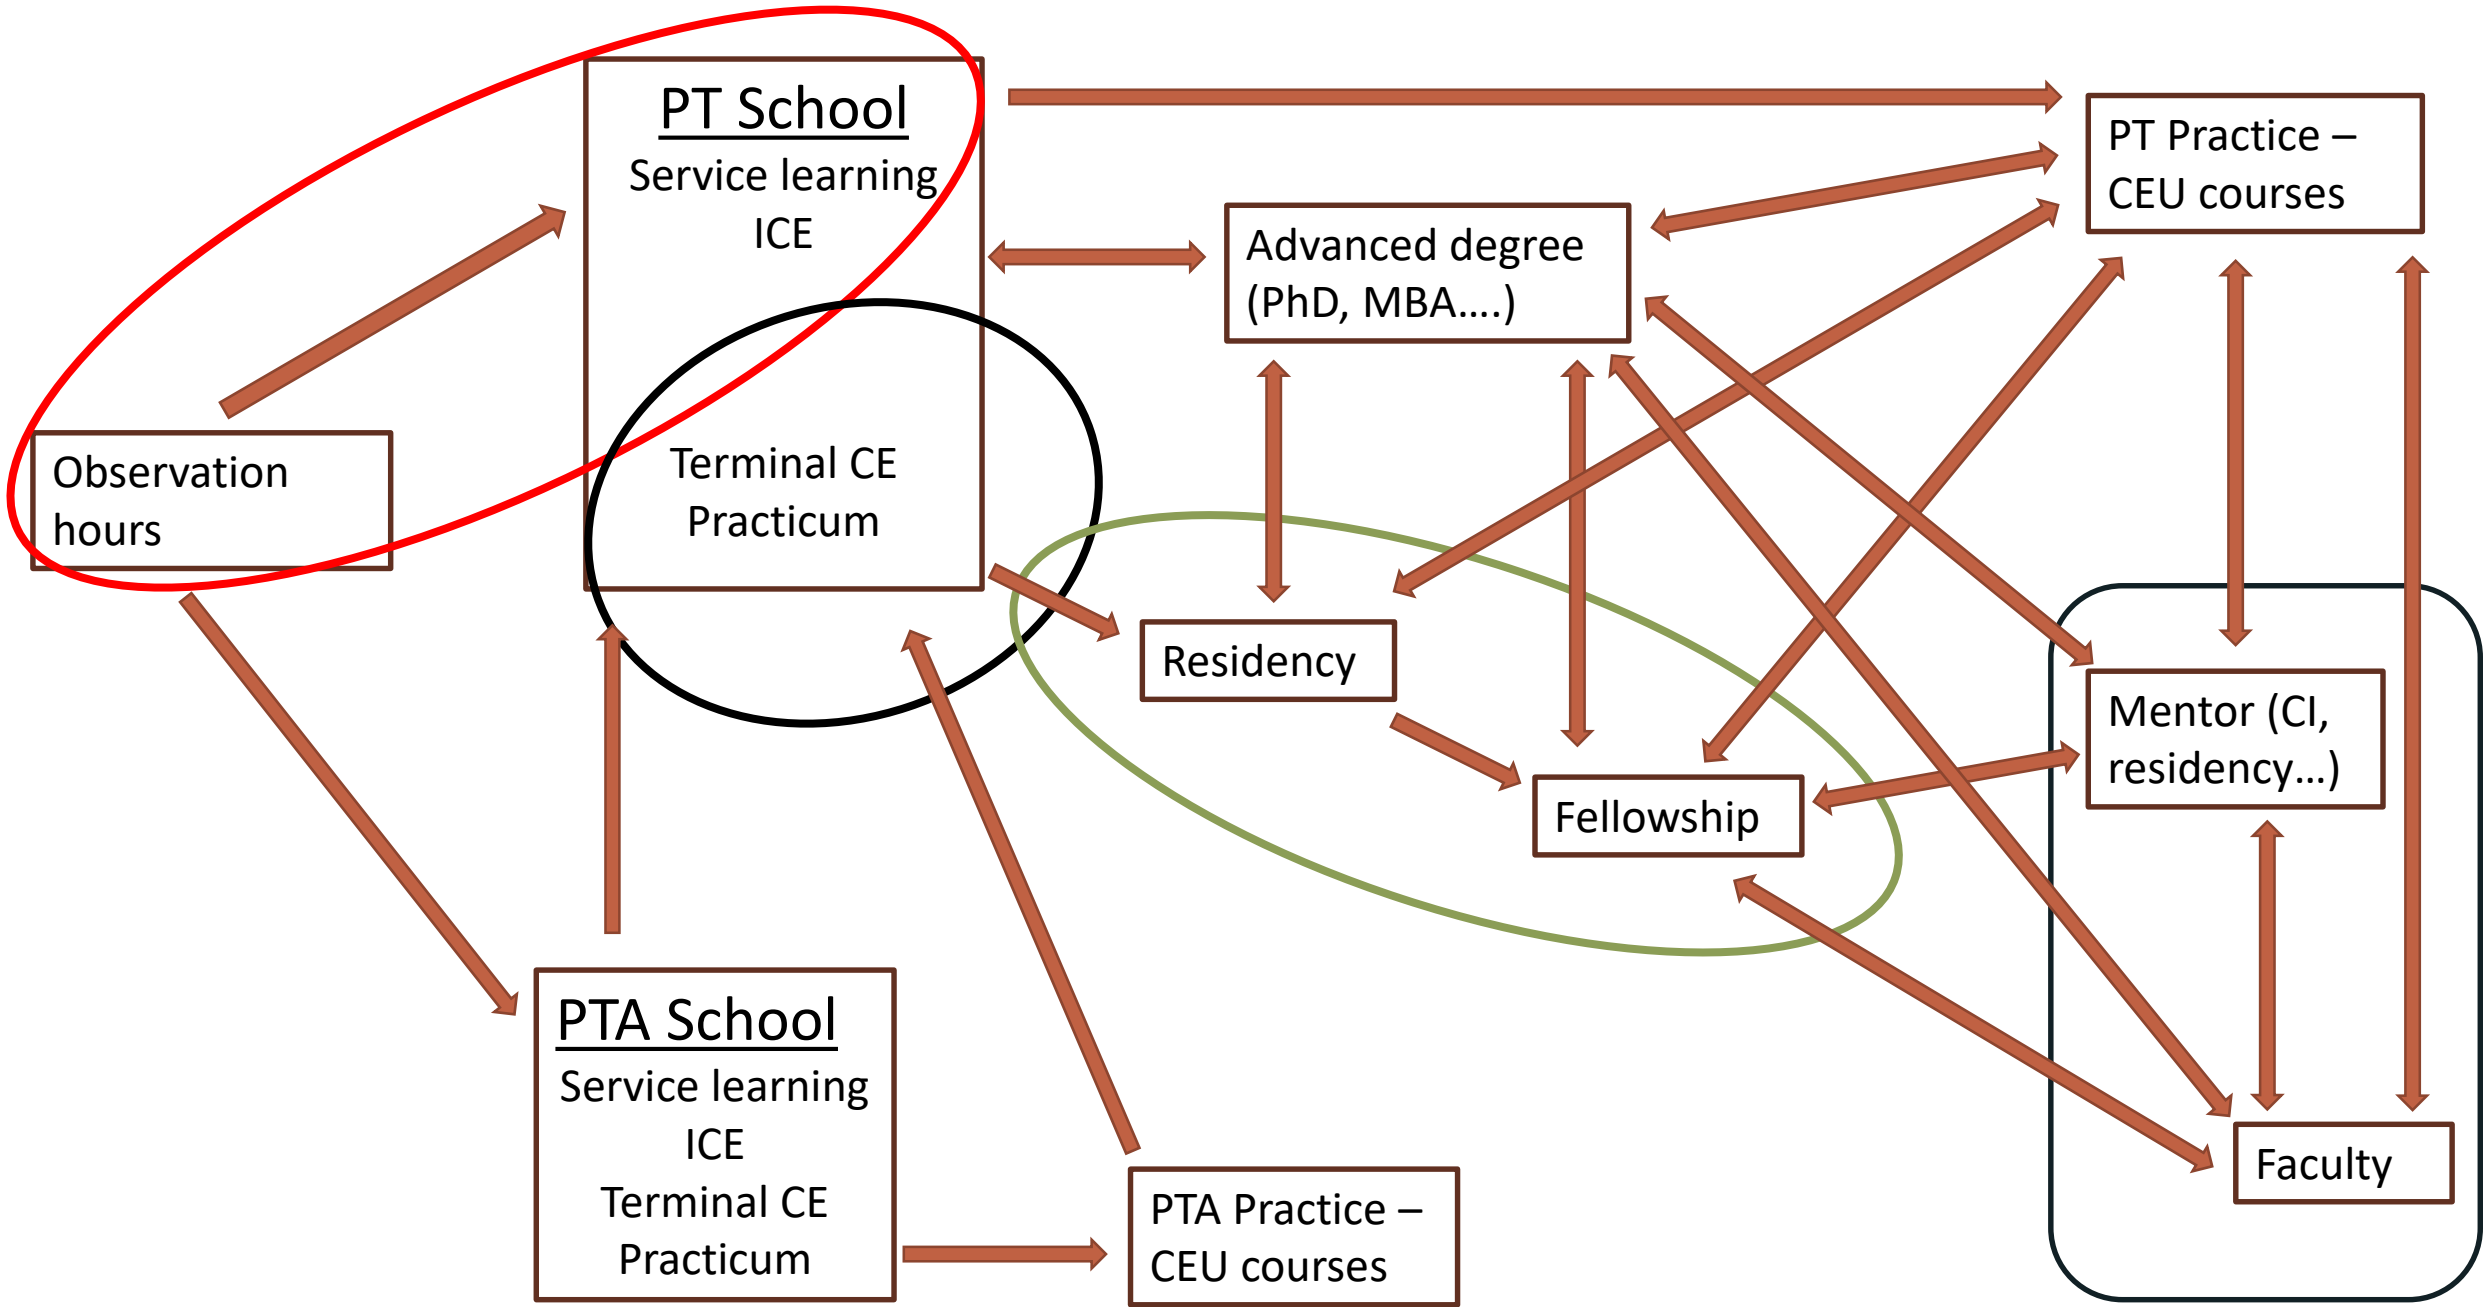 PT School
Service learning
ICE
Terminal CE
Practicum
PT Practice –
CEU courses
Advanced degree
(PhD, MBA....)
Observation
hours
Residency
Mentor (CI,
residency...)
Fellowship
PTA School
Service learning
ICE
Terminal CE
Practicum
PTA Practice –
CEU courses
Faculty